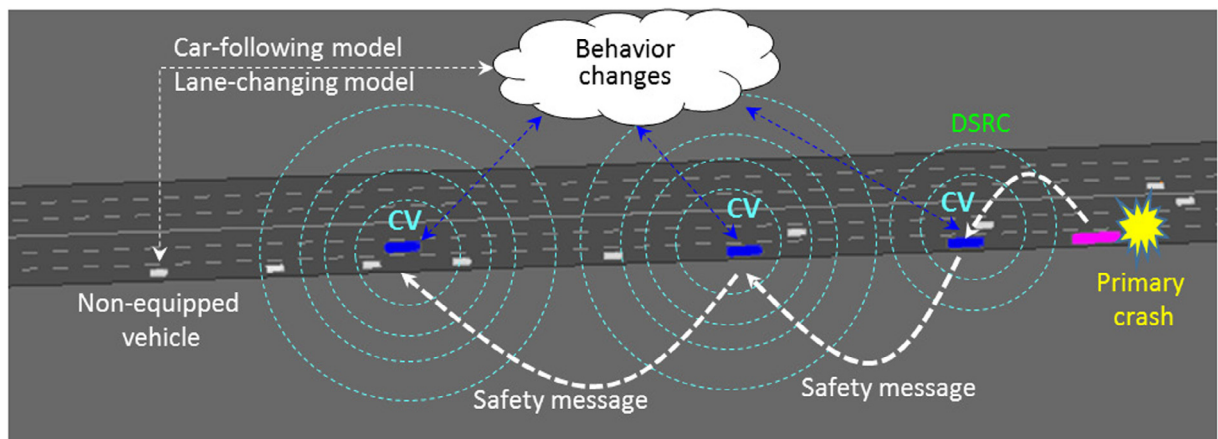 Car-following model
Lane-changing model
Behavior
changes
DSRC
CV
CV
CV
Non-equipped
vehicle
Primary
crash
Safety message
Safety message